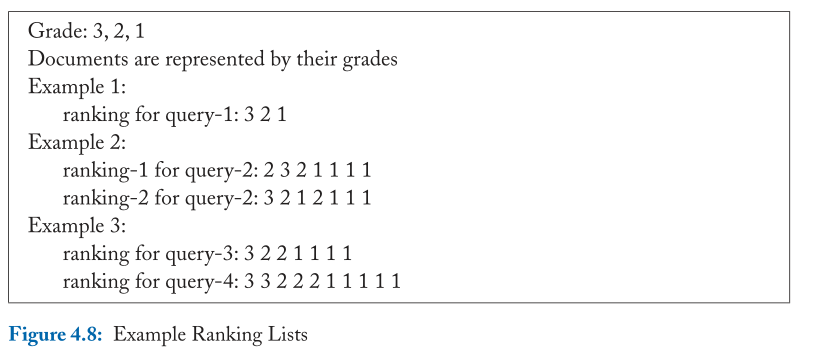 Grade: 3, 2, 1
Documents are represented by their grades
Example 1:
ranking for query-1: 3 2 1
Example 2:
ranking-1 for query-2: 2 3 2 1 1 1 1
ranking-2 for query-2: 3 2 1 2 1 1 1
Example 3:
ranking for query-3: 3 2 2 1 1 1 1
ranking for query-4: 3 3 2 2 2 1 1 1 1 1
Figure 4.8: Example Ranking Lists